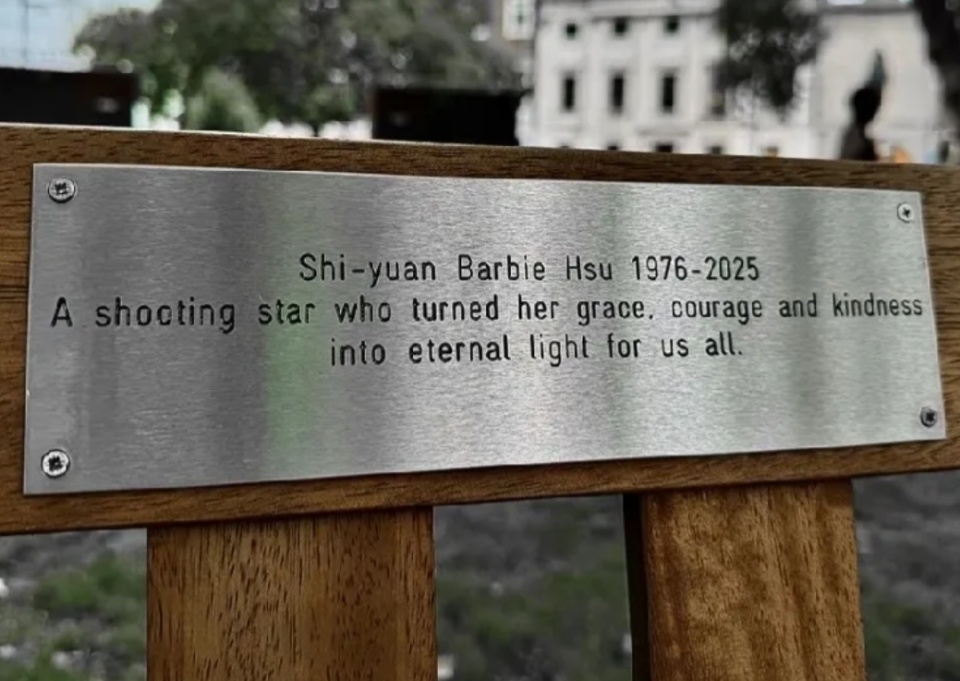 Shi-yuan Barbie Hsu 1976-2025
A shooting star who turned her grace, courage and kindness
into eternal light for us all.